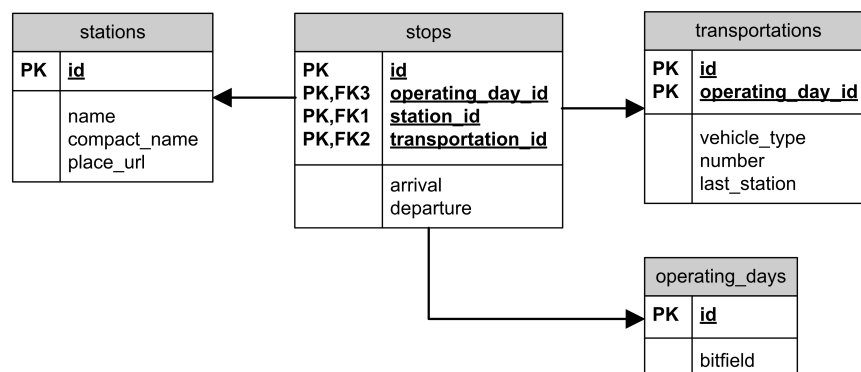 stations
PK id
name
compact_name
place_url
stops
PK id
PK,FK3 operating_day_id
PK,FK1 station_id
PK,FK2 transportation_id
arrival
departure
transportations
PK id
PK operating_day_id
vehicle_type
number
last_station
operating_days
PK id
bitfield